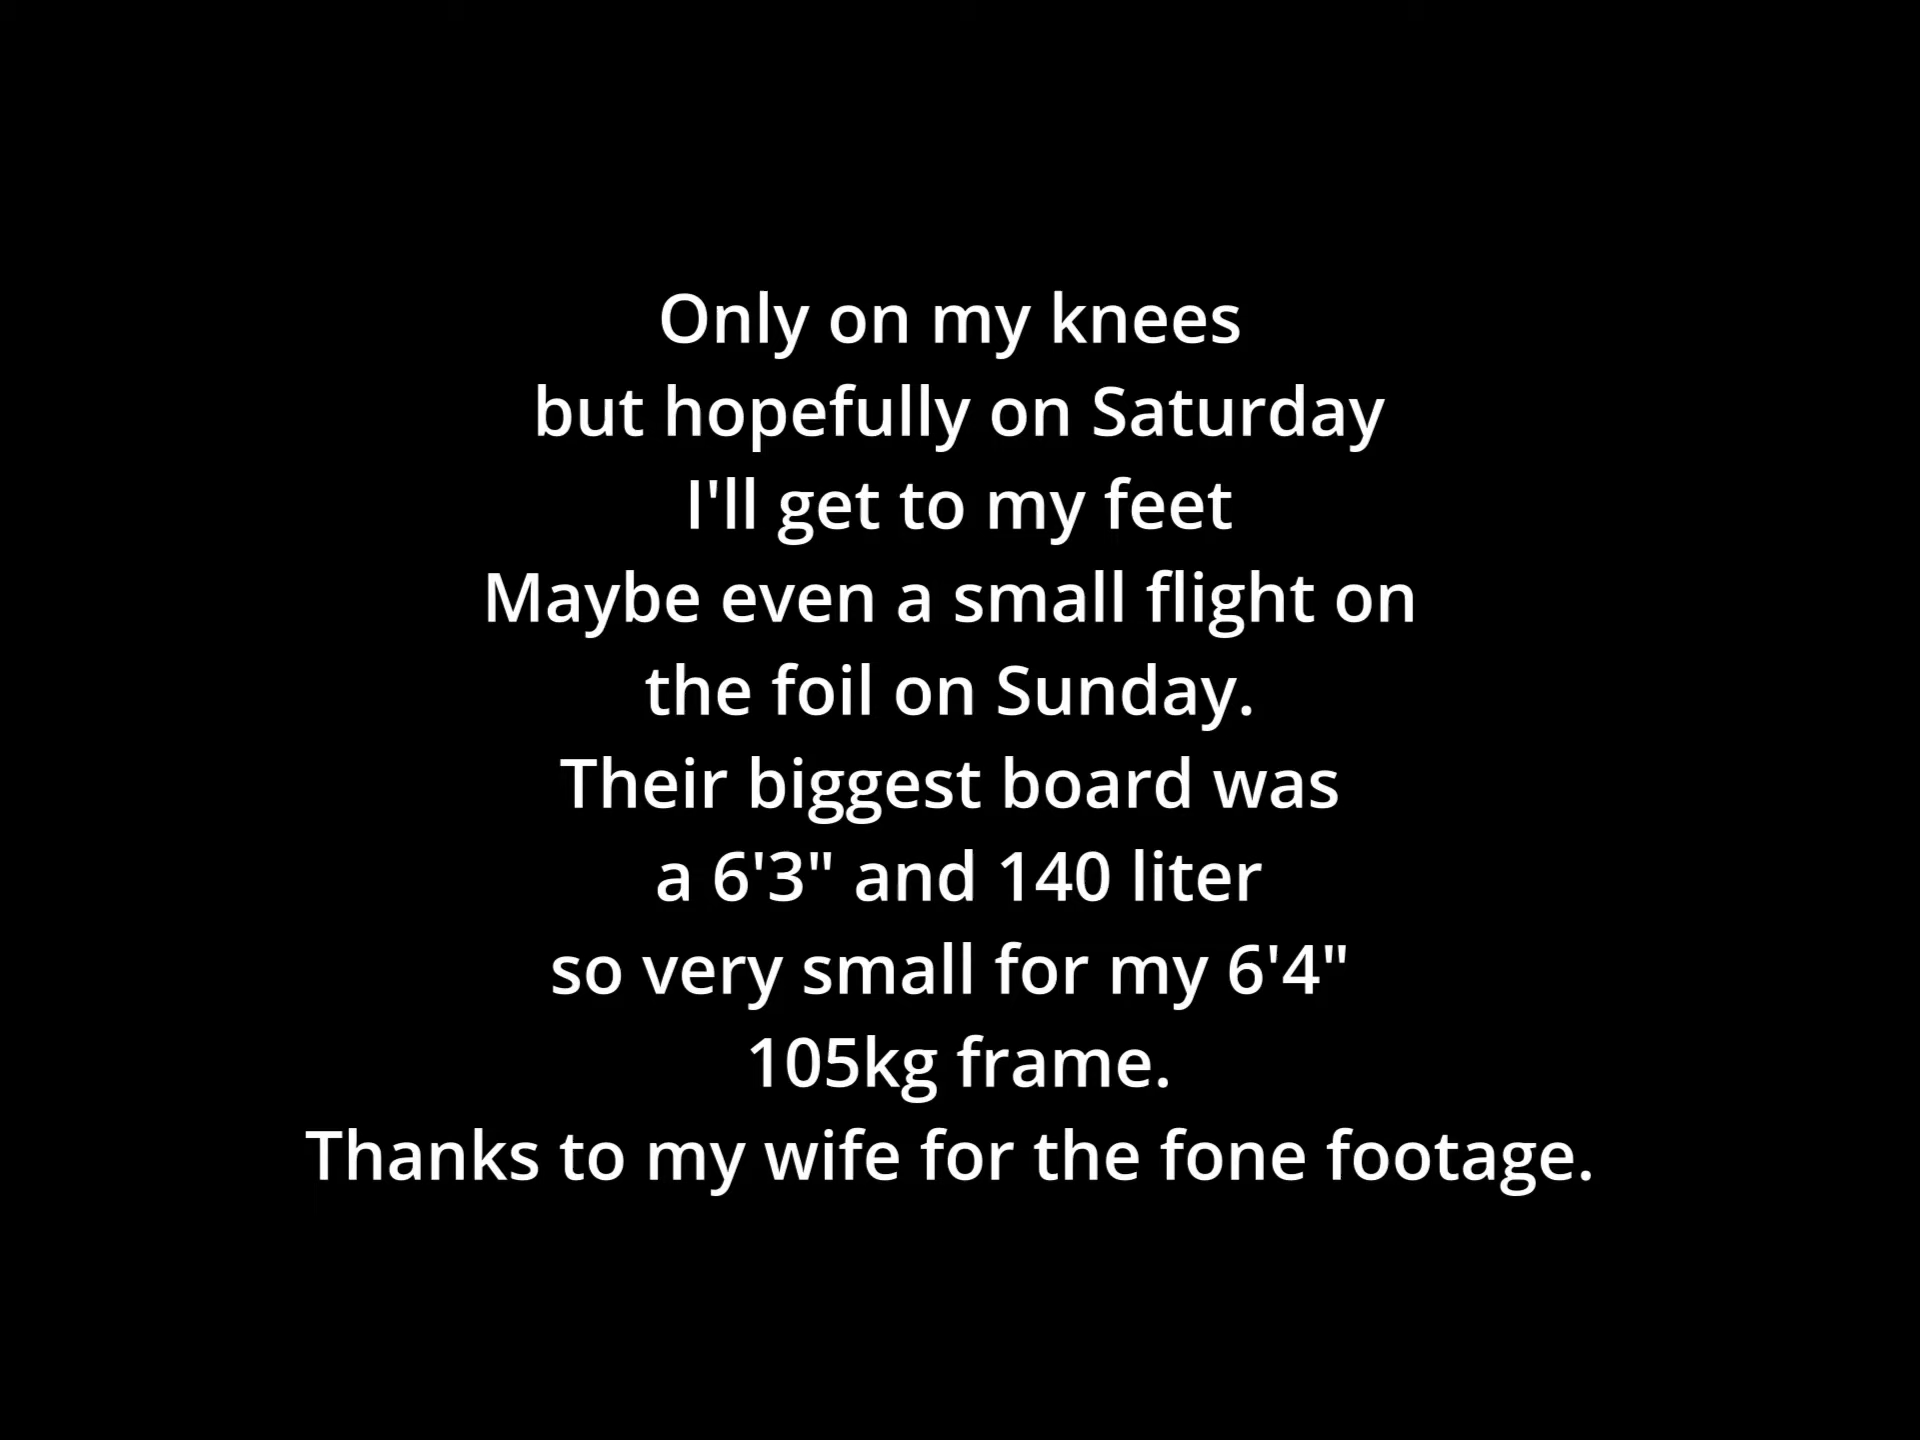 Only on my knees
but hopefully on Saturday
I'll get to my feet
Maybe even a small flight on
the foil on Sunday.
Their biggest board was
a 6'3" and 140 liter
so very small for my 6'4"
105kg frame.
Thanks to my wife for the fone footage.